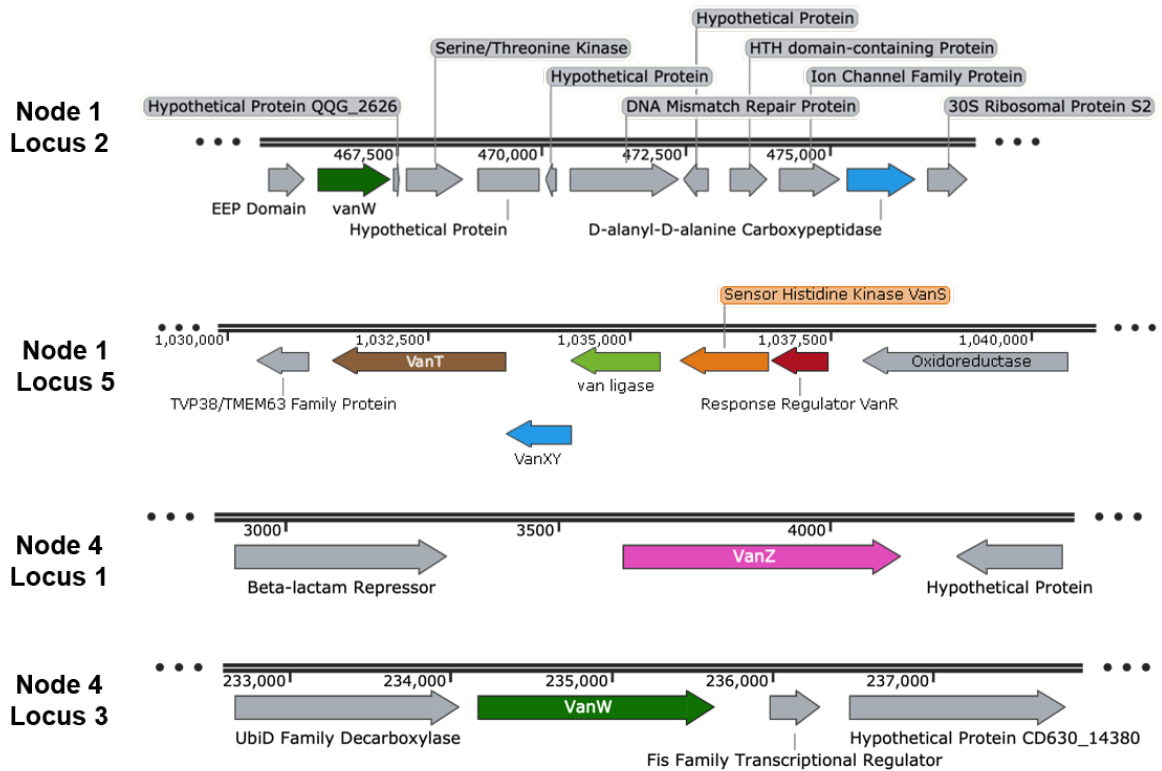 Hypothetical Protein
Serine/Threonine Kinase
HTH domain-containing Protein
Hypothetical Protein
Ion Channel Family Protein
Node 1
Locus 2
Hypothetical Protein QQG_2626
DNA Mismatch Repair Protein
30S Ribosomal Protein S2
467,500
470,000
472,500
475,000
EEP Domain
vanW
Hypothetical Protein
D-alanyl-D-alanine Carboxypeptidase
Sensor Histidine Kinase VanS
Node 1
Locus 5
1,030,000
1,032,500
1,035,000
1,037,500
1,040,000
VanT
van ligase
Oxidoreductase
TVP38/TMEM63 Family Protein
Response Regulator VanR
VanXY
Node 4
Locus 1
3000
3500
4000
VanZ
Beta-lactam Repressor
Hypothetical Protein
Node 4
Locus 3
233,000
234,000
235,000
236,000
237,000
VanW
UbiD Family Decarboxylase
Hypothetical Protein CD630_14380
Fis Family Transcriptional Regulator